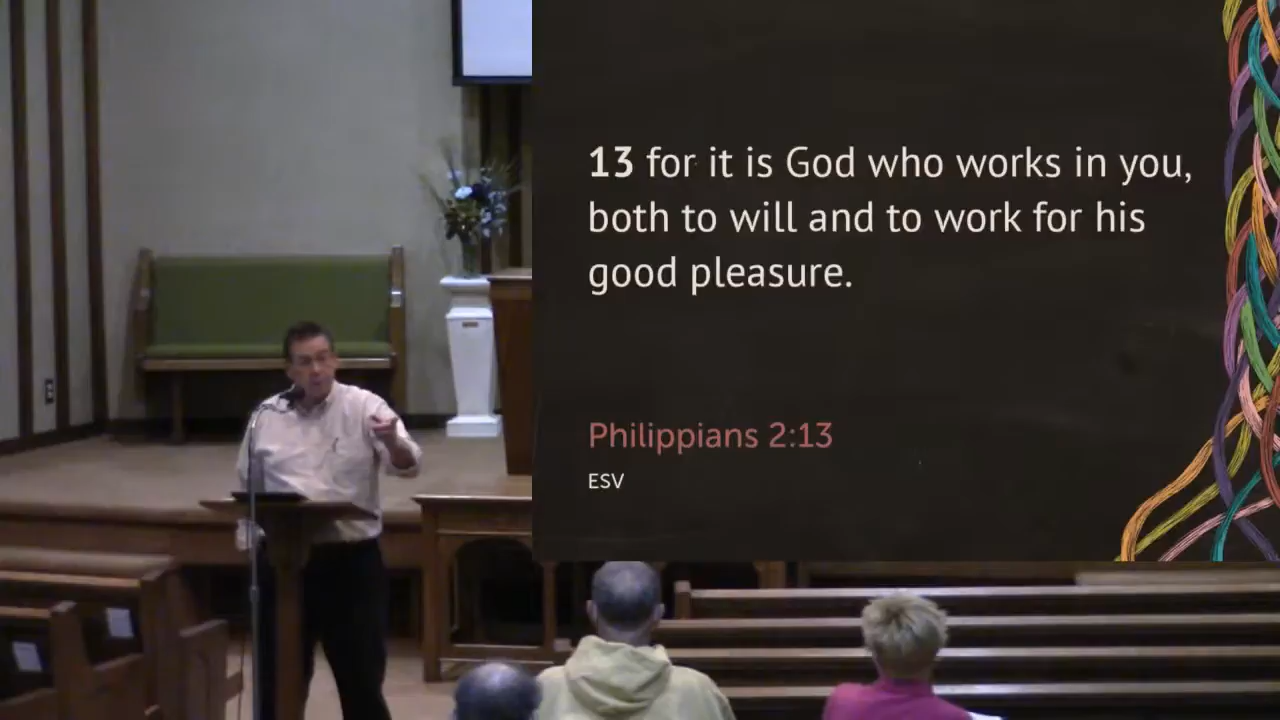 13 for it is God who works in you,
both to will and to work for his
good pleasure.
Philippians 2:13
ESV